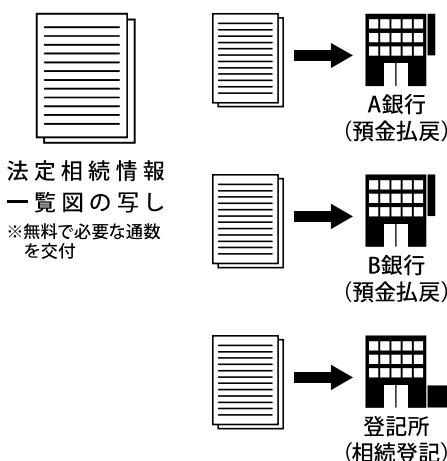 法定相続情報
一覧図の写し
※無料で必要な通数
を交付
A銀行
(預金払戻)
B銀行
(預金払戻)
登記所
(相続登記)